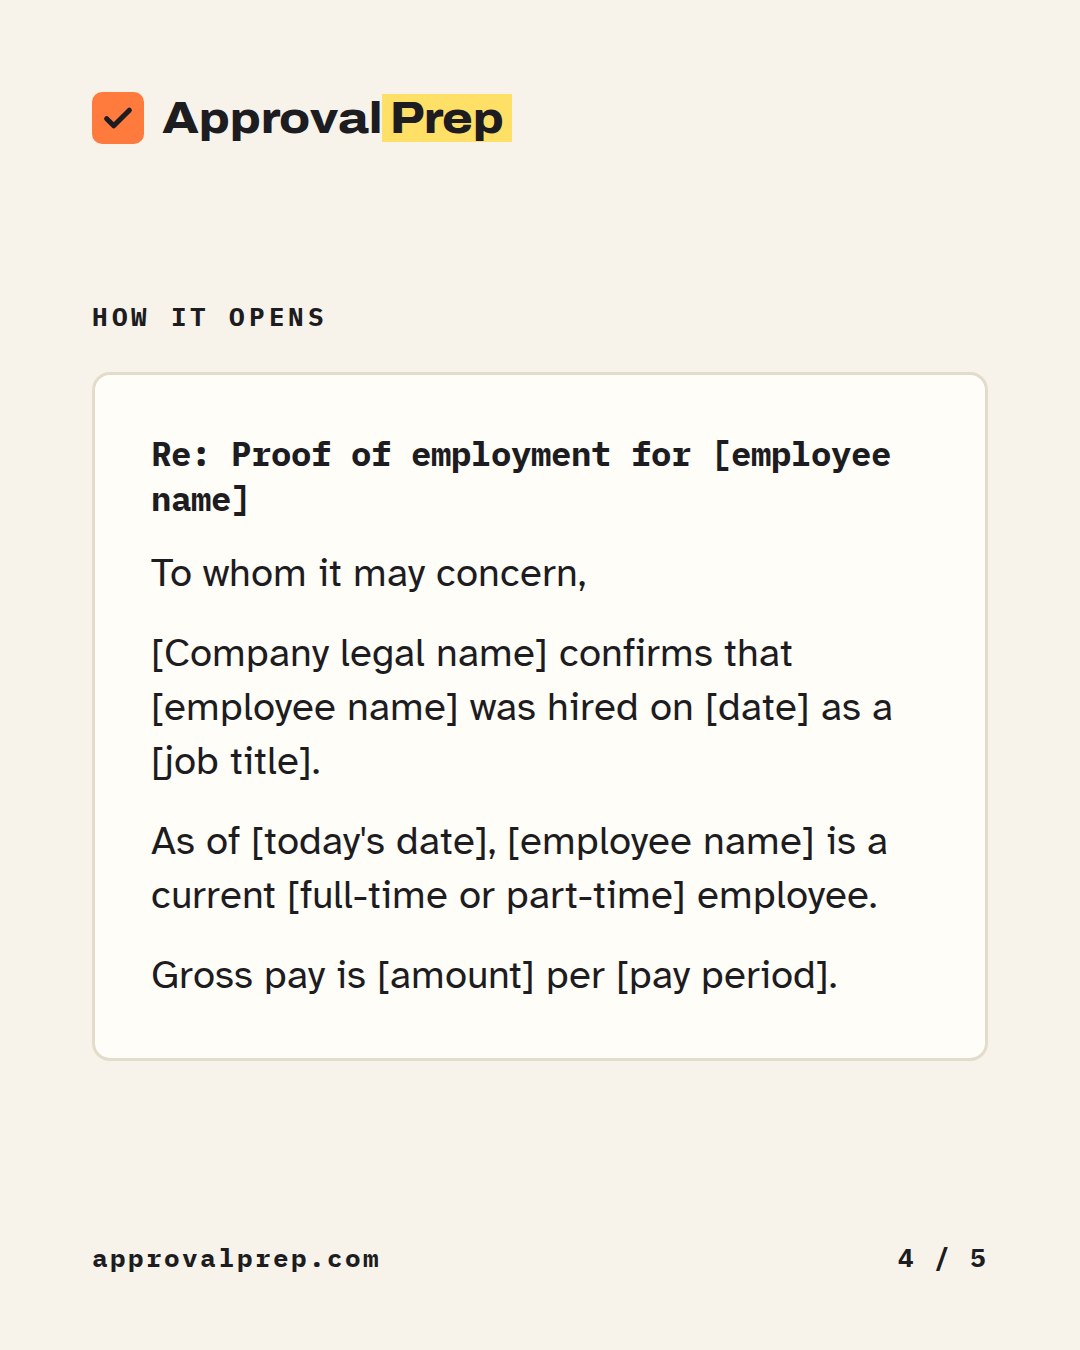 ApprovalPrep
HOW IT OPENS
Re: Proof of employment for [employee
name]
To whom it may concern,
[Company legal name] confirms that
[employee name] was hired on [date] as a
[job title].
As of [today's date], [employee name] is a
current [full-time or part-time] employee.
Gross pay is [amount] per [pay period].
approvalprep.com
4 / 5